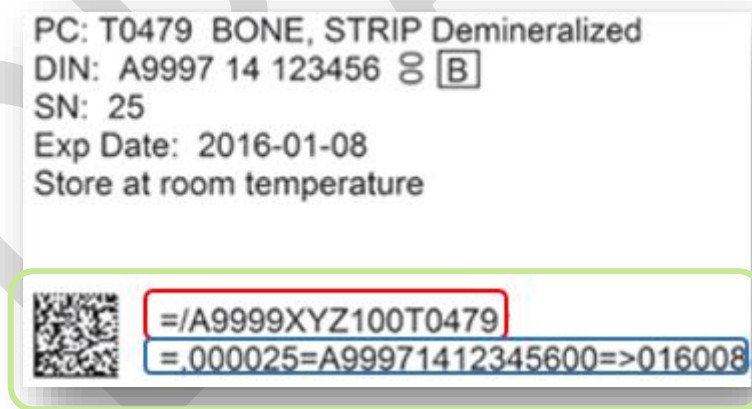 PC: T0479 BONE, STRIP Demineralized
DIN: A9997 14 123456 00 B
SN: 25
Exp Date: 2016-01-08
Store at room temperature
=/A9999XYZ100T0479
=,000025=A99971412345600=>016008